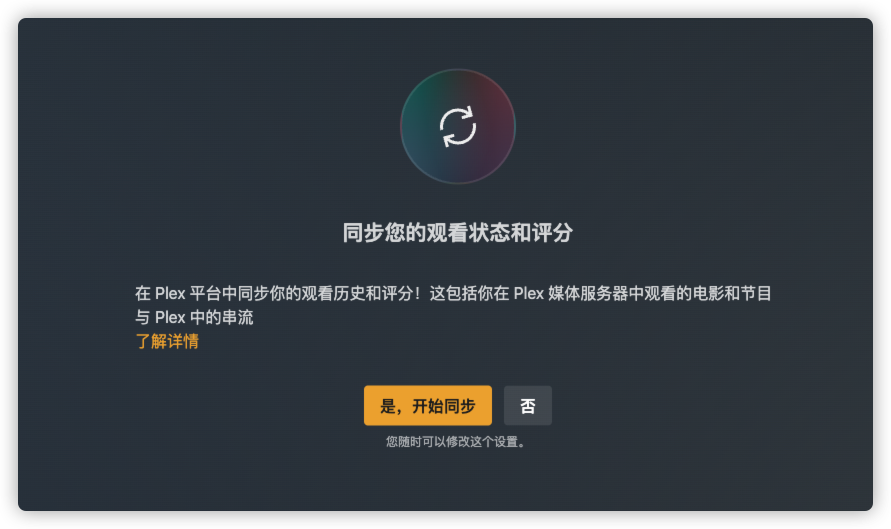 同步您的观看状态和评分
在 Plex 平台中同步你的观看历史和评分！这包括你在 Plex 媒体服务器中观看的电影和节目
与 Plex 中的串流
了解详情
是，开始同步
否
您随时可以修改这个设置。